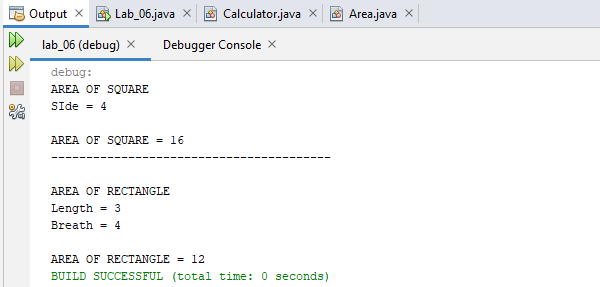 Output Lab_06.java Calculator.java Area.java
lab_06 (debug) Debugger Console
debug:
AREA OF SQUARE
SIde = 4
AREA OF SQUARE = 16
----------------------------------------
AREA OF RECTANGLE
Length = 3
Breath = 4
AREA OF RECTANGLE = 12
BUILD SUCCESSFUL (total time: 0 seconds)